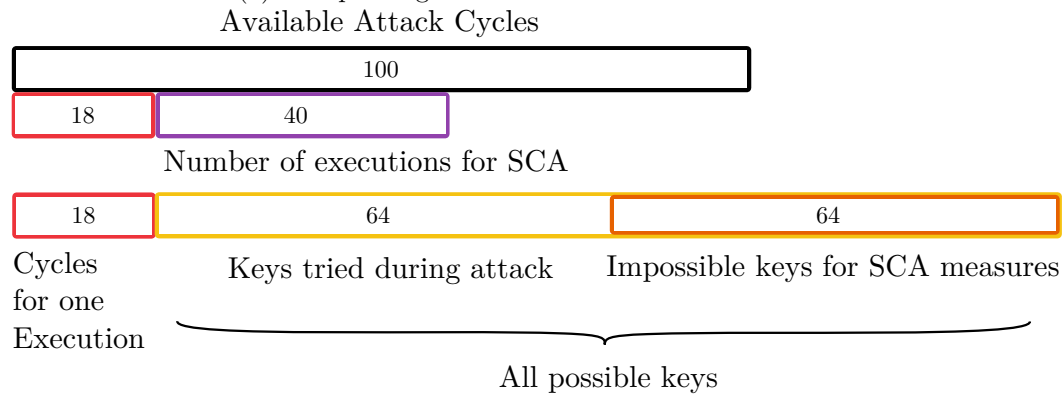 Available Attack Cycles
100
18 40
Number of executions for SCA
18 64 64
Cycles
for one
Execution
Keys tried during attack
Impossible keys for SCA measures
All possible keys